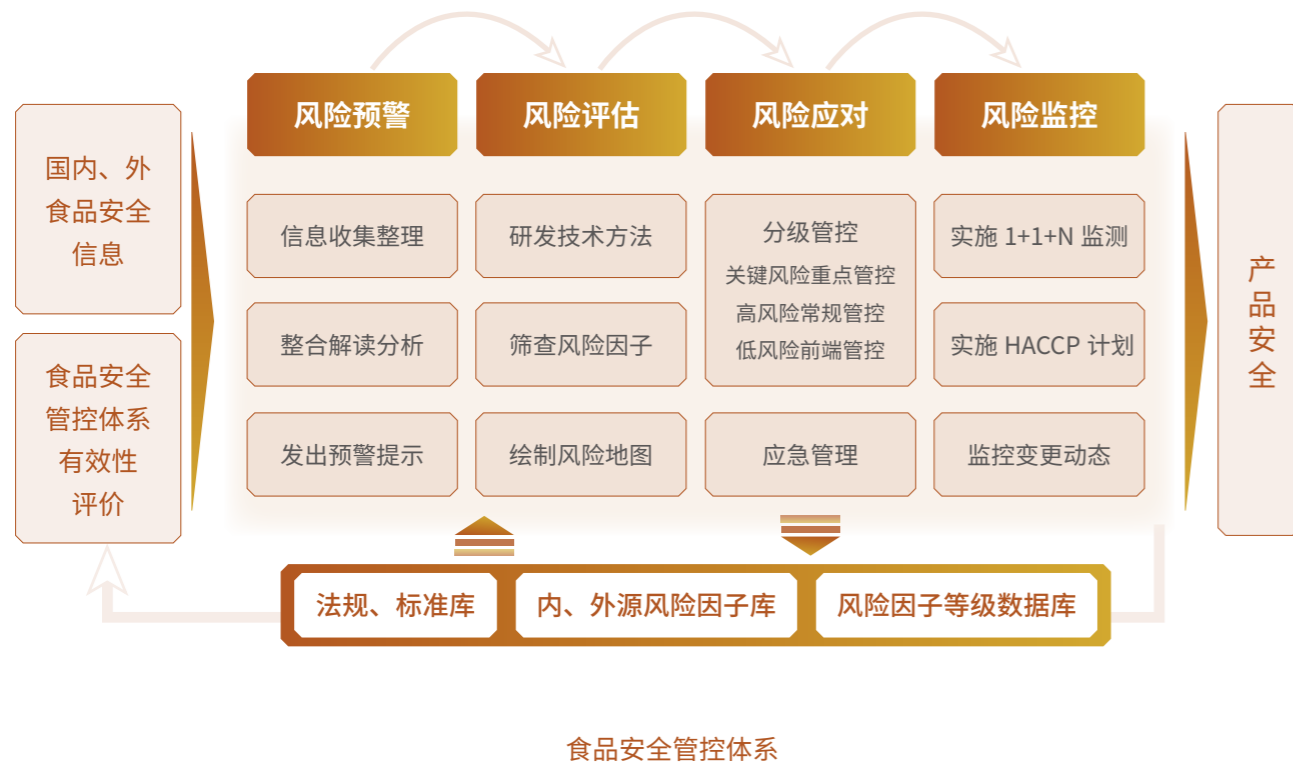 国内、外
食品安全
信息
食品安全
管控体系
有效性
评价
风险预警
信息收集整理
整合解读分析
发出预警提示
风险评估
研发技术方法
筛查风险因子
绘制风险地图
风险应对
分级管控
关键风险重点管控
高风险常规管控
低风险前端管控
应急管理
风险监控
实施 1+1+N 监测
实施 HACCP 计划
监控变更动态
产
品
安
全
法规、标准库
内、外源风险因子库
风险因子等级数据库
食品安全管控体系